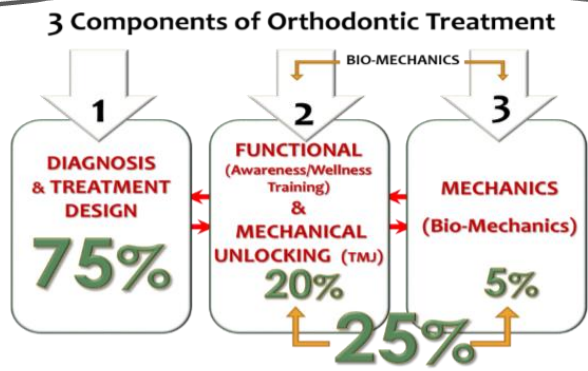 3 Components of Orthodontic Treatment
BIO-MECHANICS
1
DIAGNOSIS
& TREATMENT
DESIGN
75%
2
FUNCTIONAL
(Awareness/Wellness
Training)
&
MECHANICAL
UNLOCKING (TMJ)
20%
3
MECHANICS
(Bio-Mechanics)
5%
25%